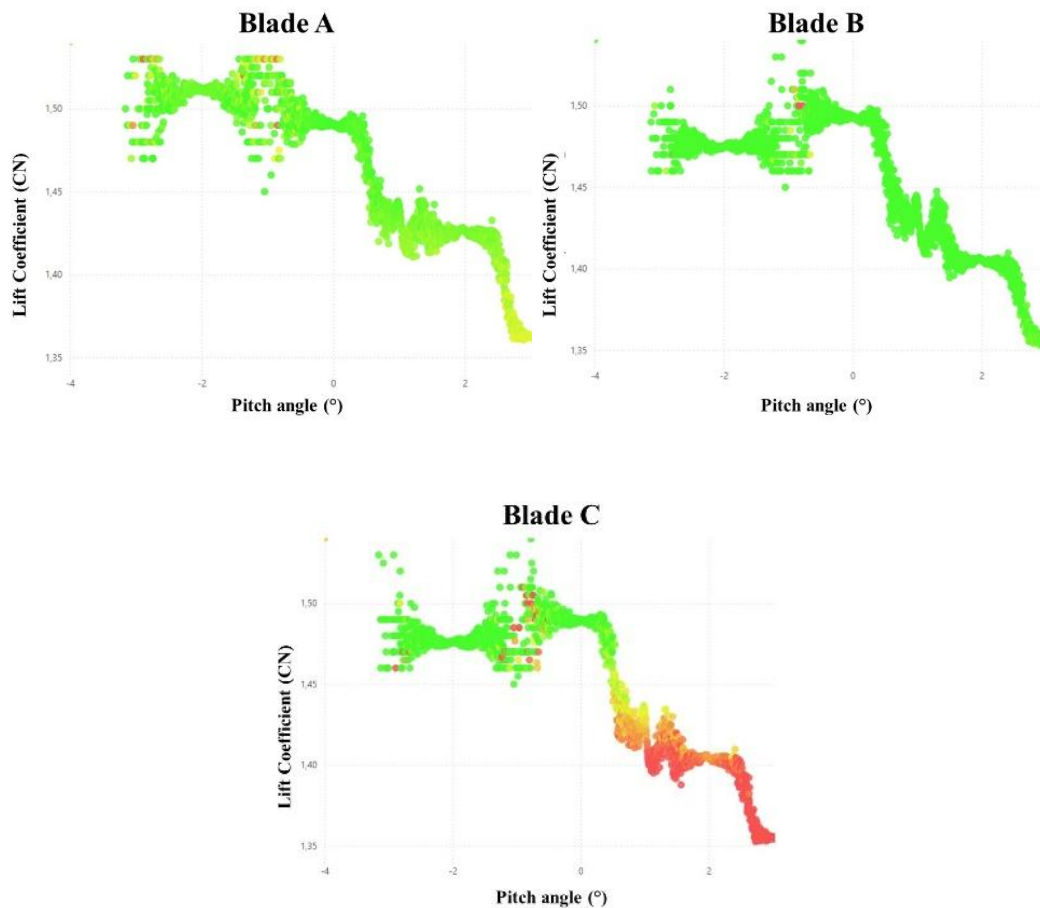 Blade A
Lift Coefficient (CN)
1,50
1,45
1,40
1,35
-4
-2
0
2
Pitch angle (°)
Blade B
Lift Coefficient (CN)
1,50
1,45
1,40
1,35
-4
-2
0
2
Pitch angle (°)
Blade C
Lift Coefficient (CN)
1,50
1,45
1,40
1,35
-4
-2
0
2
Pitch angle (°)